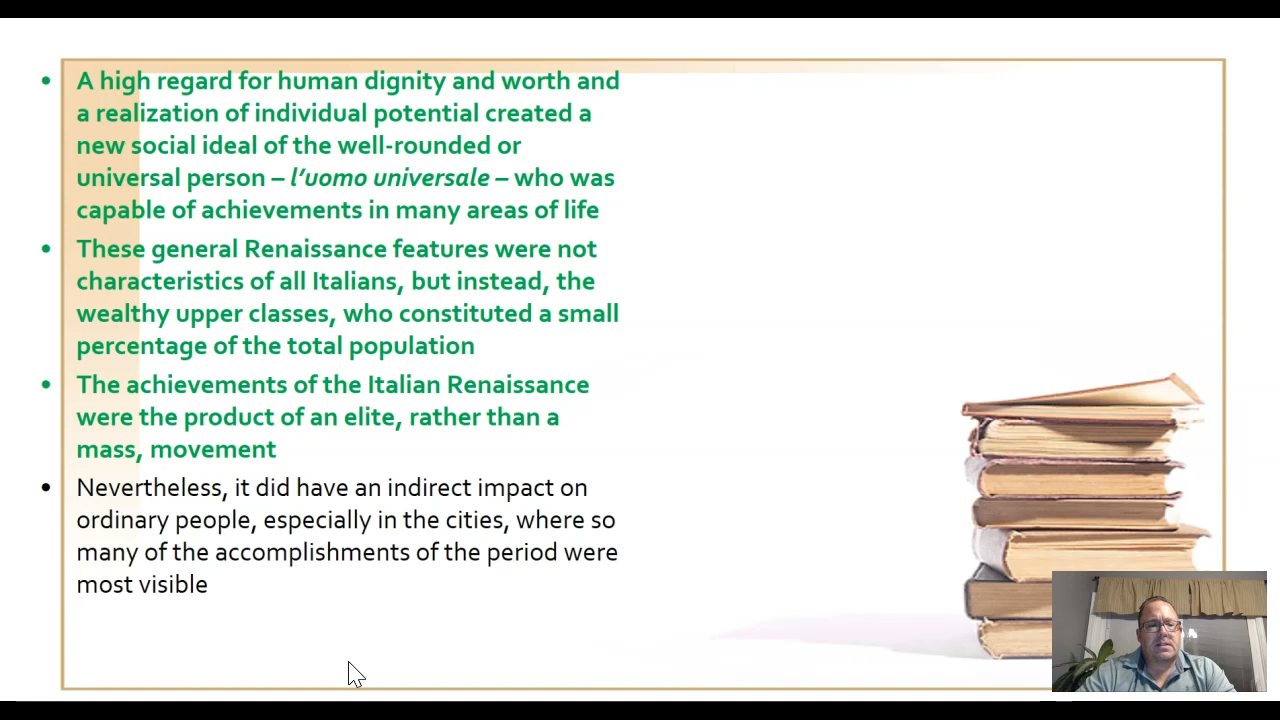 • A high regard for human dignity and worth and
a realization of individual potential created a
new social ideal of the well-rounded or
universal person – l’uomo universale – who was
capable of achievements in many areas of life
• These general Renaissance features were not
characteristics of all Italians, but instead, the
wealthy upper classes, who constituted a small
percentage of the total population
• The achievements of the Italian Renaissance
were the product of an elite, rather than a
mass, movement
• Nevertheless, it did have an indirect impact on
ordinary people, especially in the cities, where so
many of the accomplishments of the period were
most visible